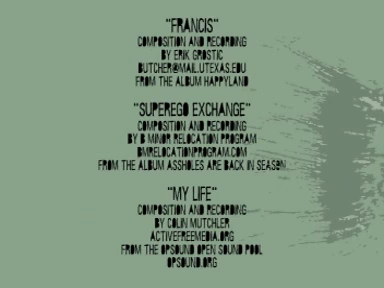 "FRANCIS"
COMPOSITION AND RECORDING
BY ERIK GROSTIC
BUTCHER@MAIL.UTEXAS.EDU
FROM THE ALBUM HAPPYLAND
"SUPEREGO EXCHANGE"
COMPOSITION AND RECORDING
BY B MINOR RELOCATION PROGRAM
BMRELOCATIONPROGRAM.COM
FROM THE ALBUM ASSHOLES ARE BACK IN SEASON
"MY LIFE"
COMPOSITION AND RECORDING
BY COLIN MUTCHLER
ACTIVEFREEMEDIA.ORG
FROM THE OPSOUND OPEN SOUND POOL
OPSOUND.ORG